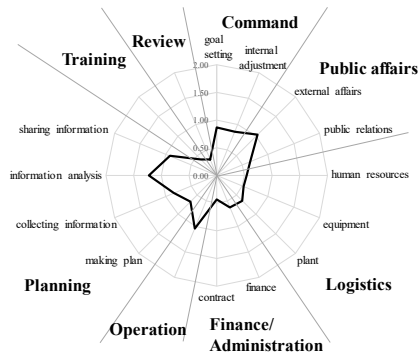 Command
Review
goal
setting
internal
adjustment
Training
Public affairs
2.00
external affairs
1.50
sharing information
1.00
public relations
0.50
information analysis
0.00
human resources
collecting information
equipment
making plan
plant
Planning
finance
Logistics
contract
Operation
Finance/
Administration